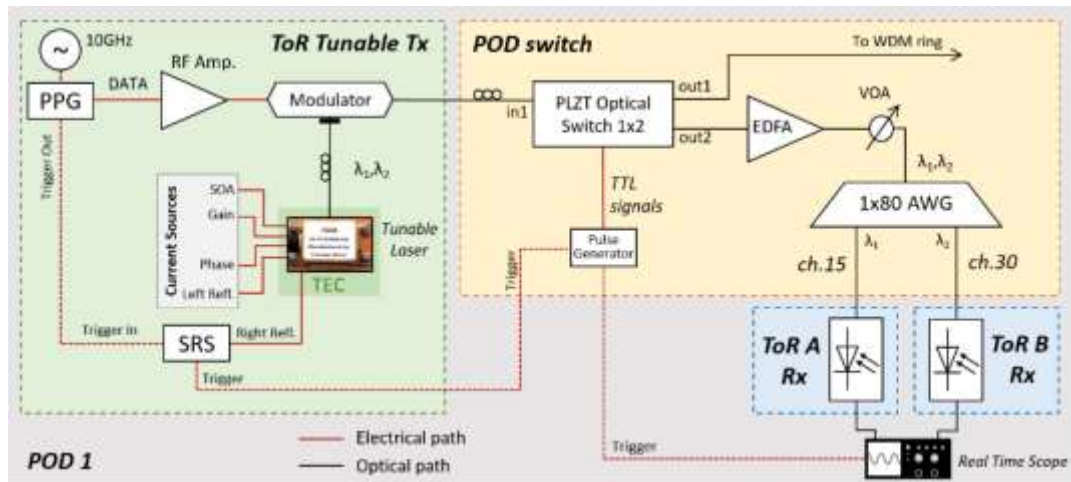 10GHz
ToR Tunable Tx
RF Amp.
PPG
DATA
Modulator
Trigger Out
λ₁,λ₂
Current Sources
SOA
Gain
Phase
Left Refl.
Tunable
Laser
TEC
Trigger In
SRS
Right Refl.
Trigger
POD 1
Electrical path
Optical path
POD switch
To WDM ring
in1
PLZT Optical
Switch 1x2
out1
out2
EDFA
VOA
TTL
signals
λ₁,λ₂
1x80 AWG
Pulse
Generator
Trigger
λ₁
ch.15
ch.30
ToR A
Rx
ToR B
Rx
Trigger
Real Time Scope